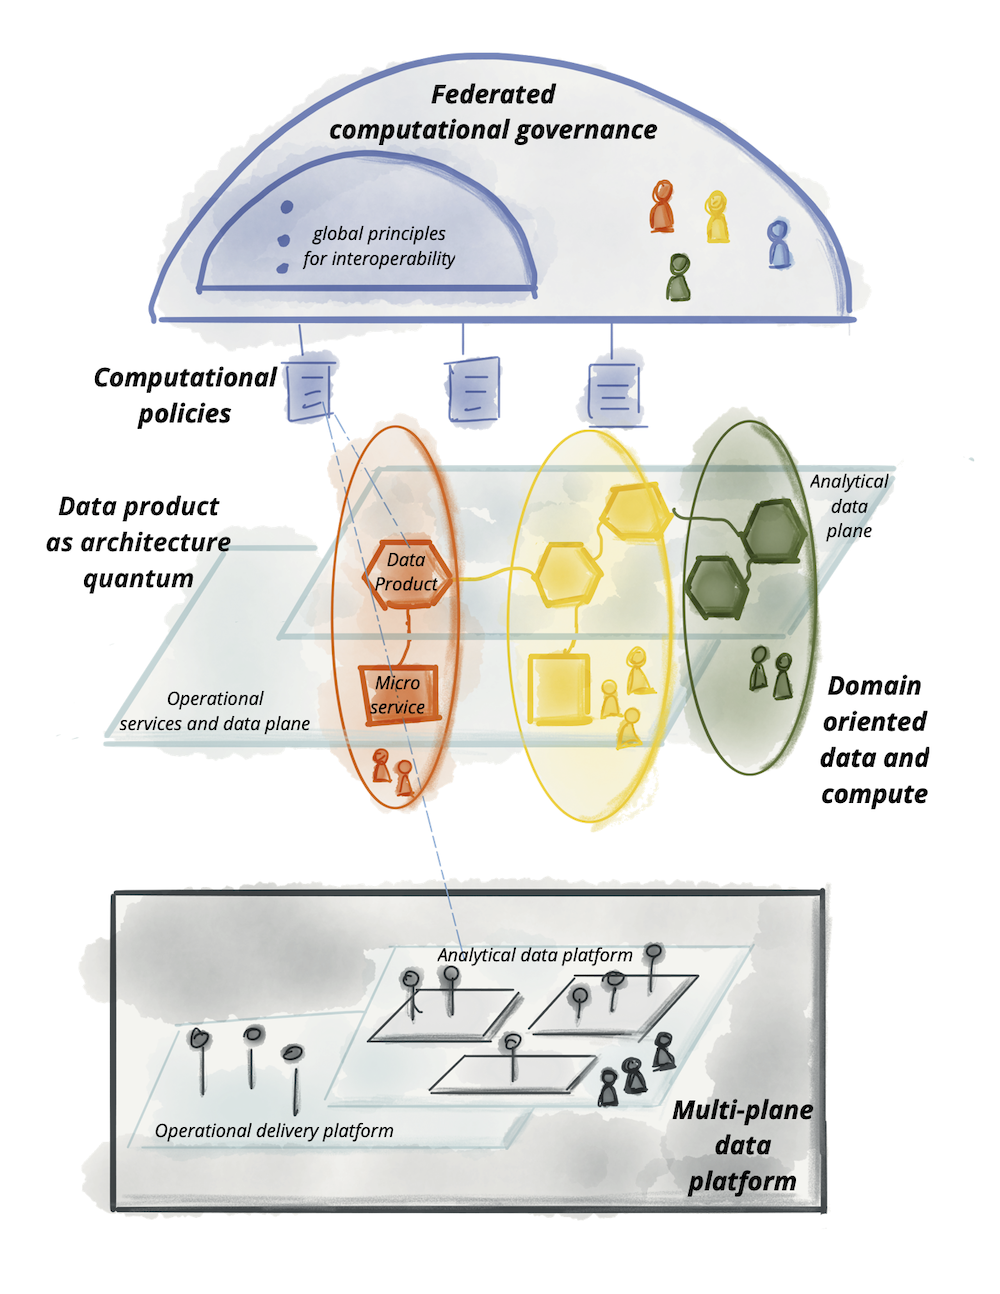 Federated
computational governance
global principles
for interoperability
Computational
policies
Data product
as architecture
quantum
Analytical
data
plane
Data
Product
Micro
service
Operational
services and data plane
Domain
oriented
data and
compute
Analytical data platform
Operational delivery platform
Multi-plane
data
platform